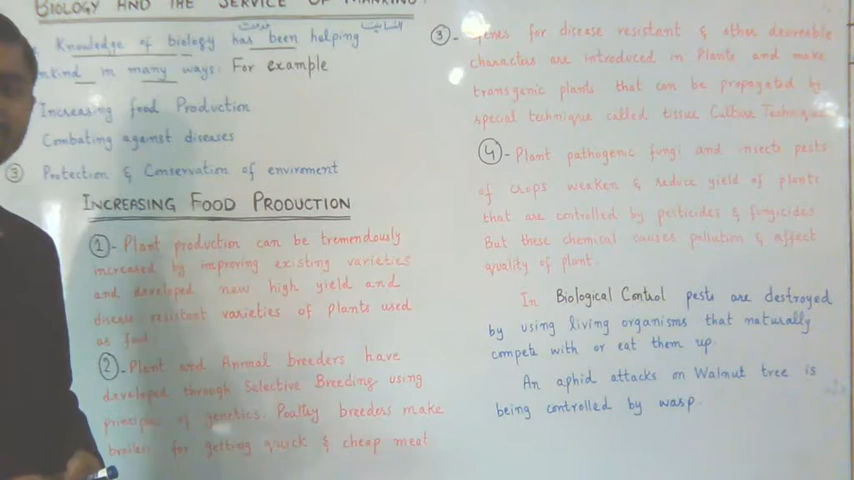 BIOLOGY AND THE SERVICE OF MANKIND.
خدمت
انسانیت
Knowledge of biology has been helping
mkind in many ways. For example
Increasing food Production
Combating against diseases
③ Protection & Conservation of enviroment
INCREASING FOOD PRODUCTION
①- Plant production can be tremendously
increased by improving existing varieties
and developed new high yield and
disease resistant varieties of plants used
as food
②- Plant and Animal breeders have
developed through Selective Breeding using
principles of genetics. Poultry breeders make
broilers for getting quick & cheap meat
③- Genes for disease resistant & other desireable
characters are introduced in Plants and make
transgenic plants that can be propagated by
special technique called tissue Culture Technique
④- Plant pathogenic fungi and insects pests
of crops weeken & reduce yield of plants
that are controlled by pesticides & fungicides
But these chemical causes pollution & affect
quality of plant.
In Biological Control pests are destroyed
by using living organisms that naturally
compete with or eat them up.
An aphid attacks on Walnut tree is
being controlled by wasp.